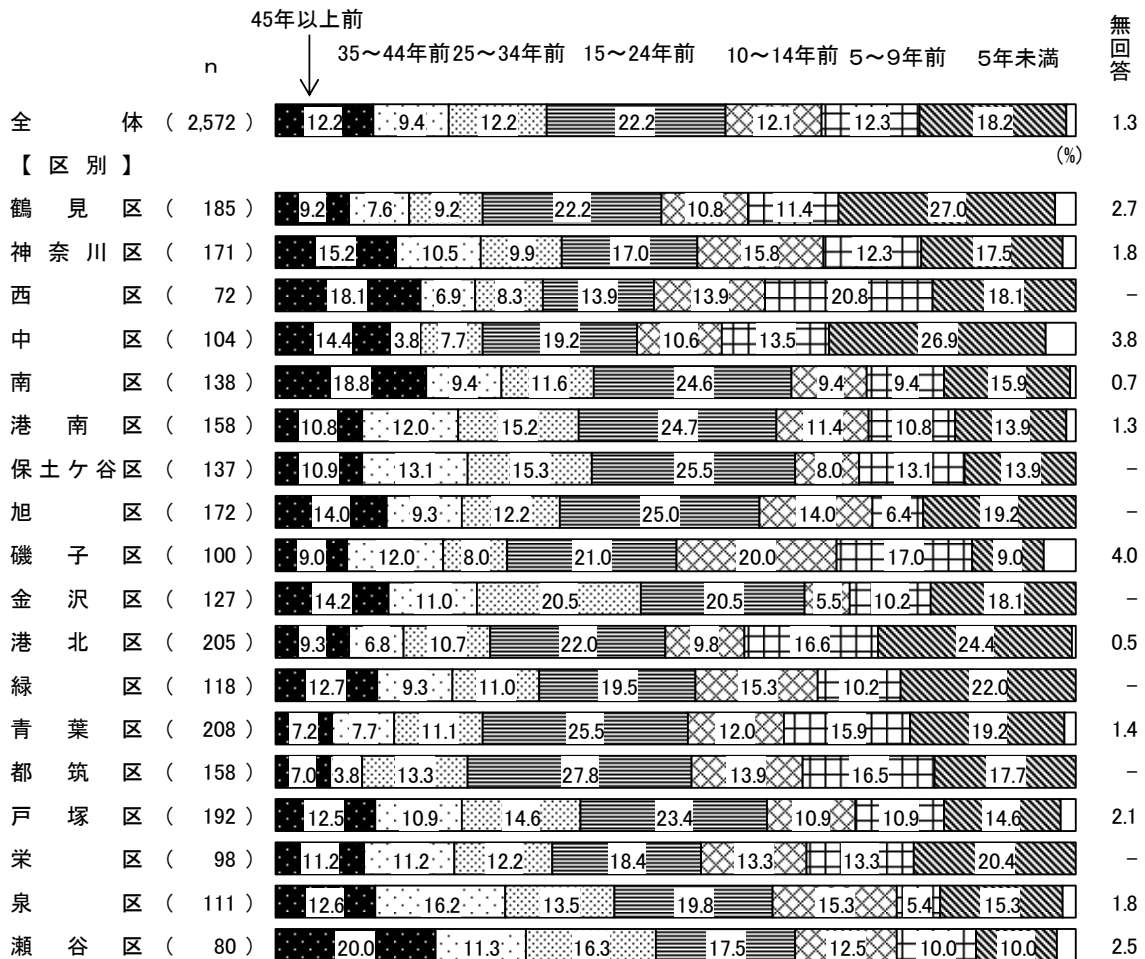 45年以上前 無回答
n 35～44年前 25～34年前 15～24年前 10～14年前 5～9年前 5年未満
全体 ( 2,572 ) 12.2 9.4 12.2 22.2 12.1 12.3 18.2 1.3
【区別】 (%)
鶴見区 ( 185 ) 9.2 7.6 9.2 22.2 10.8 11.4 27.0 2.7
神奈川区 ( 171 ) 15.2 10.5 9.9 17.0 15.8 12.3 17.5 1.8
西区 ( 72 ) 18.1 6.9 8.3 13.9 13.9 20.8 18.1 －
中区 ( 104 ) 14.4 3.8 7.7 19.2 10.6 13.5 26.9 3.8
南区 ( 138 ) 18.8 9.4 11.6 24.6 9.4 9.4 15.9 0.7
港南区 ( 158 ) 10.8 12.0 15.2 24.7 11.4 10.8 13.9 1.3
保土ケ谷区 ( 137 ) 10.9 13.1 15.3 25.5 8.0 13.1 13.9 －
旭区 ( 172 ) 14.0 9.3 12.2 25.0 14.0 6.4 19.2 －
磯子区 ( 100 ) 9.0 12.0 8.0 21.0 20.0 17.0 9.0 4.0
金沢区 ( 127 ) 14.2 11.0 20.5 20.5 5.5 10.2 18.1 －
港北区 ( 205 ) 9.3 6.8 10.7 22.0 9.8 16.6 24.4 0.5
緑区 ( 118 ) 12.7 9.3 11.0 19.5 15.3 10.2 22.0 －
青葉区 ( 208 ) 7.2 7.7 11.1 25.5 12.0 15.9 19.2 1.4
都筑区 ( 158 ) 7.0 3.8 13.3 27.8 13.9 16.5 17.7 －
戸塚区 ( 192 ) 12.5 10.9 14.6 23.4 10.9 10.9 14.6 2.1
栄区 ( 98 ) 11.2 11.2 12.2 18.4 13.3 13.3 20.4 －
泉区 ( 111 ) 12.6 16.2 13.5 19.8 15.3 5.4 15.3 1.8
瀬谷区 ( 80 ) 20.0 11.3 16.3 17.5 12.5 10.0 10.0 2.5